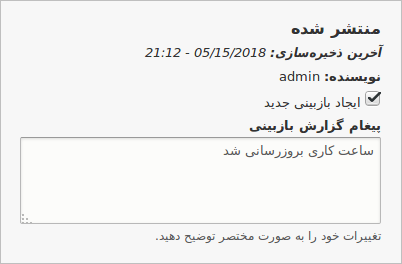 منتشر شده
آخرین ذخیره‌سازی: 05/15/2018 - 21:12
نویسنده: admin
ایجاد بازبینی جدید
پیغام گزارش بازبینی
ساعت کاری بروزرسانی شد
تغییرات خود را به صورت مختصر توضیح دهید.